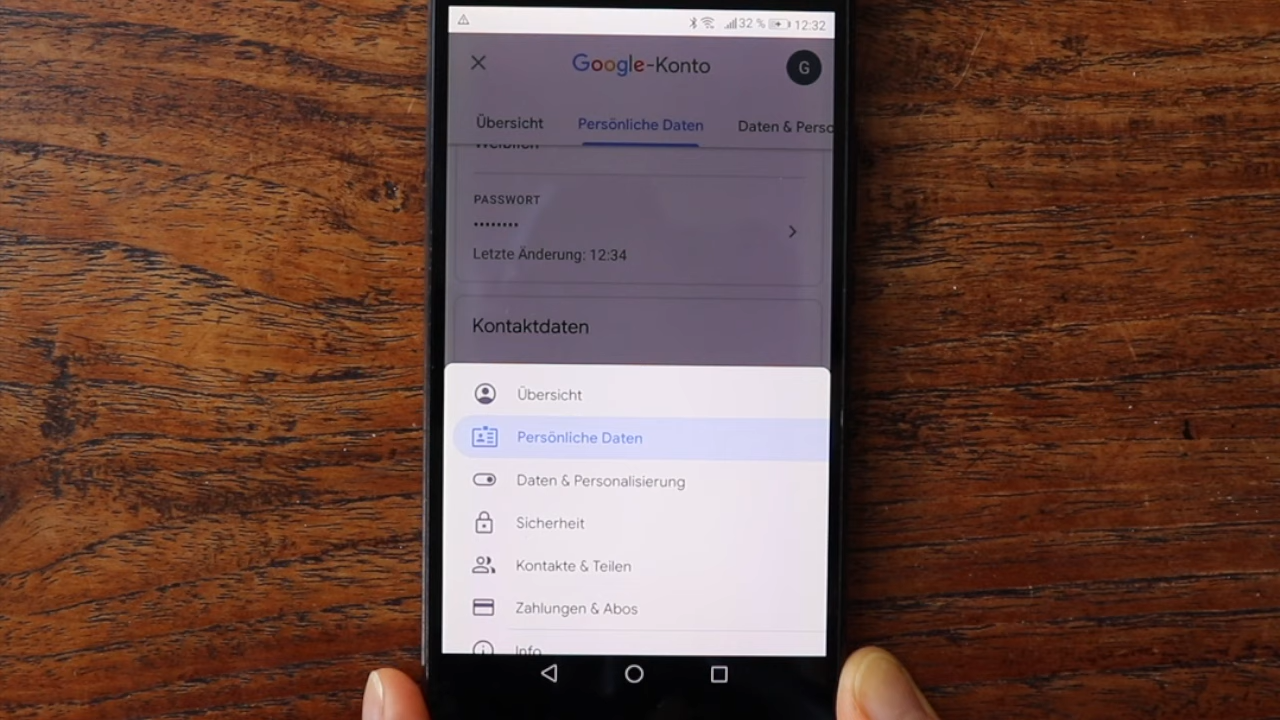 32 % 12:32
Google-Konto
G
Übersicht Persönliche Daten Daten & Perso
Weiblich
PASSWORT
••••••••
Letzte Änderung: 12:34
Kontaktdaten
Übersicht
Persönliche Daten
Daten & Personalisierung
Sicherheit
Kontakte & Teilen
Zahlungen & Abos
Info